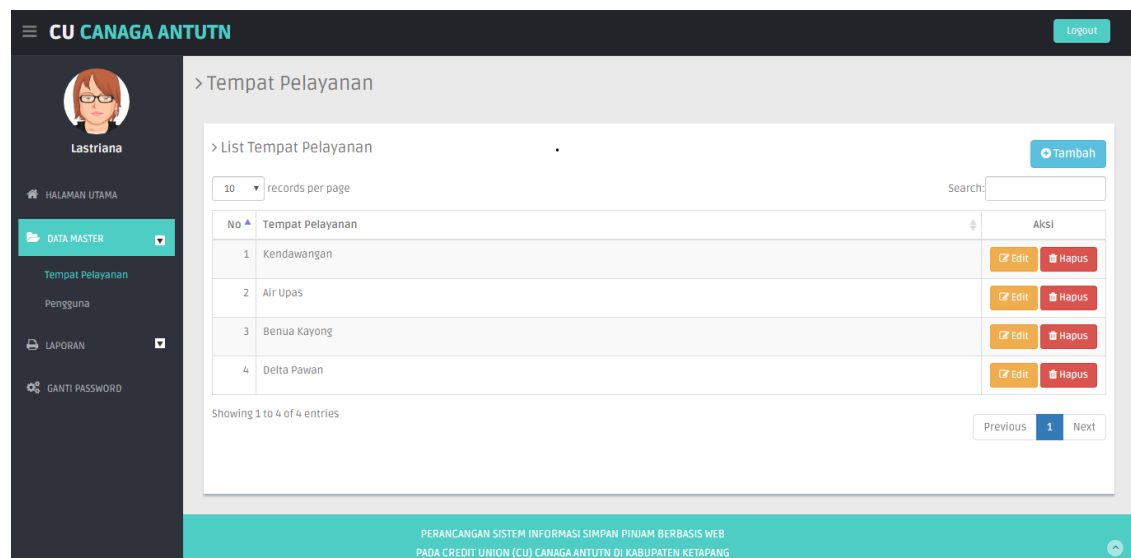 CU CANAGA ANTUTN
Logout
Lastriana
HALAMAN UTAMA
DATA MASTER
Tempat Pelayanan
Pengguna
LAPORAN
GANTI PASSWORD
> Tempat Pelayanan
> List Tempat Pelayanan
Tambah
10 records per page
Search:
No Tempat Pelayanan Aksi
1 Kendawangan Edit Hapus
2 Air Upas Edit Hapus
3 Benua Kayong Edit Hapus
4 Delta Pawan Edit Hapus
Showing 1 to 4 of 4 entries
Previous 1 Next
PERANCANGAN SISTEM INFORMASI SIMPAN PINJAM BERBASIS WEB
PADA CREDIT UNION (CU) CANAGA ANTUTN DI KABUPATEN KETAPANG